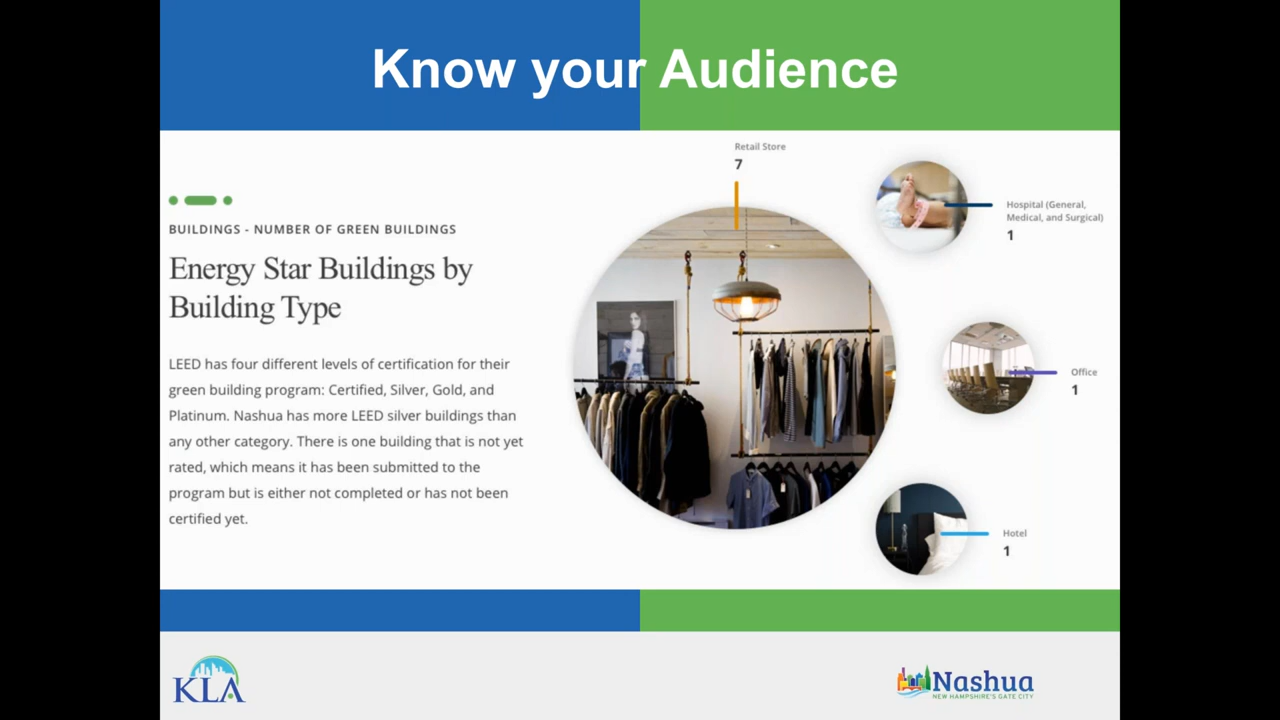 Know your Audience
BUILDINGS - NUMBER OF GREEN BUILDINGS
Energy Star Buildings by
Building Type
LEED has four different levels of certification for their
green building program: Certified, Silver, Gold, and
Platinum. Nashua has more LEED silver buildings than
any other category. There is one building that is not yet
rated, which means it has been submitted to the
program but is either not completed or has not been
certified yet.
Retail Store
7
Hospital (General,
Medical, and Surgical)
1
Office
1
Hotel
1
KLA
Nashua
NEW HAMPSHIRE'S GATE CITY